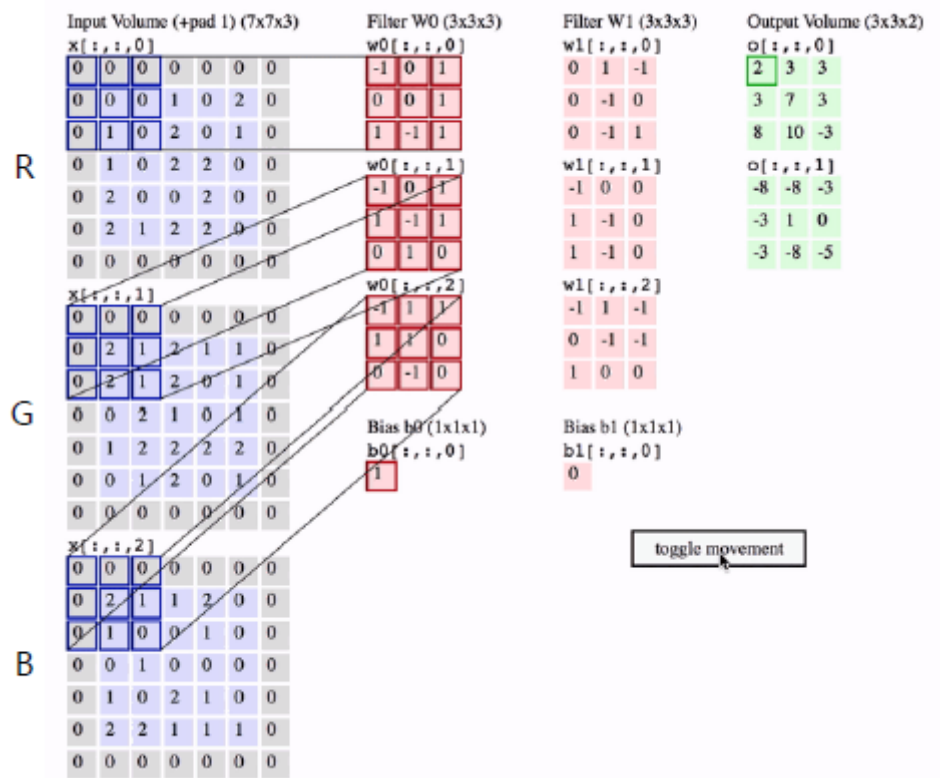 Input Volume (+pad 1) (7x7x3)
x[:,:,0]
0 0 0 0 0 0 0
0 0 0 1 0 2 0
0 1 0 2 0 1 0
R
0 1 0 2 2 0 0
0 2 0 0 2 0 0
0 2 1 2 2 0 0
0 0 0 0 0 0 0
x[:,:,1]
0 0 0 0 0 0 0
0 2 1 2 1 1 0
0 2 1 2 0 1 0
G
0 0 2 1 0 1 0
0 1 2 2 2 2 0
0 0 1 2 0 1 0
0 0 0 0 0 0 0
x[:,:,2]
0 0 0 0 0 0 0
0 2 1 1 2 0 0
0 1 0 0 1 0 0
B
0 0 1 0 0 0 0
0 1 0 2 1 0 0
0 2 2 1 1 1 0
0 0 0 0 0 0 0
Filter W0 (3x3x3)
w0[:,:,0]
-1 0 1
0 0 1
1 -1 1
w0[:,:,1]
-1 0 1
1 -1 1
0 1 0
w0[:,:,2]
-1 1 1
1 1 0
0 -1 0
Bias b0 (1x1x1)
b0[:,:,0]
1
Filter W1 (3x3x3)
w1[:,:,0]
0 1 -1
0 -1 0
0 -1 1
w1[:,:,1]
-1 0 0
1 -1 0
1 -1 0
w1[:,:,2]
-1 1 -1
0 -1 -1
1 0 0
Bias b1 (1x1x1)
b1[:,:,0]
0
Output Volume (3x3x2)
o[:,:,0]
2 3 3
3 7 3
8 10 -3
o[:,:,1]
-8 -8 -3
-3 1 0
-3 -8 -5
toggle movement